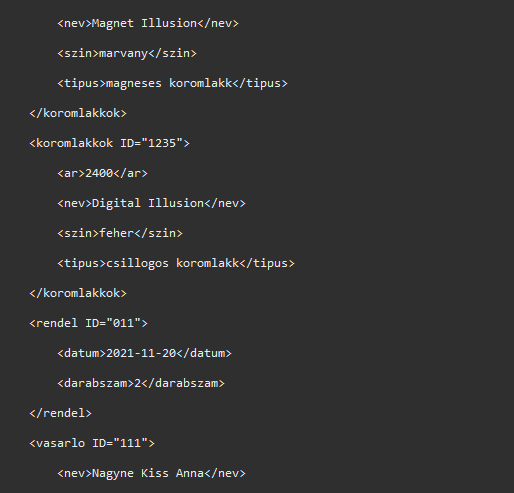 <nev>Magnet Illusion</nev>
<szin>marvany</szin>
<tipus>magneses koromlakk</tipus>
</koromlakkok>
<koromlakkok ID="1235">
<ar>2400</ar>
<nev>Digital Illusion</nev>
<szin>feher</szin>
<tipus>csillogos koromlakk</tipus>
</koromlakkok>
<rendel ID="011">
<datum>2021-11-20</datum>
<darabszam>2</darabszam>
</rendel>
<vasarlo ID="111">
<nev>Nagyne Kiss Anna</nev>